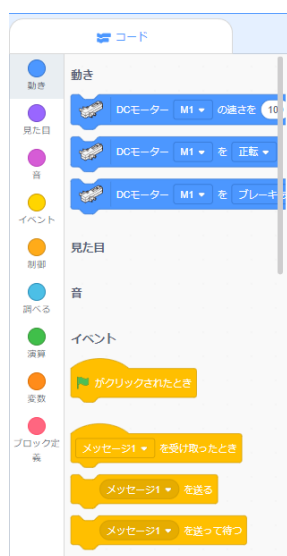 コード
動き
見た目
音
イベント
制御
調べる
演算
変数
ブロック定
義
動き
DCモーター M1 の速さを 10
DCモーター M1 を 正転
DCモーター M1 を ブレーキ
見た目
音
イベント
がクリックされたとき
メッセージ1 を受け取ったとき
メッセージ1 を送る
メッセージ1 を送って待つ